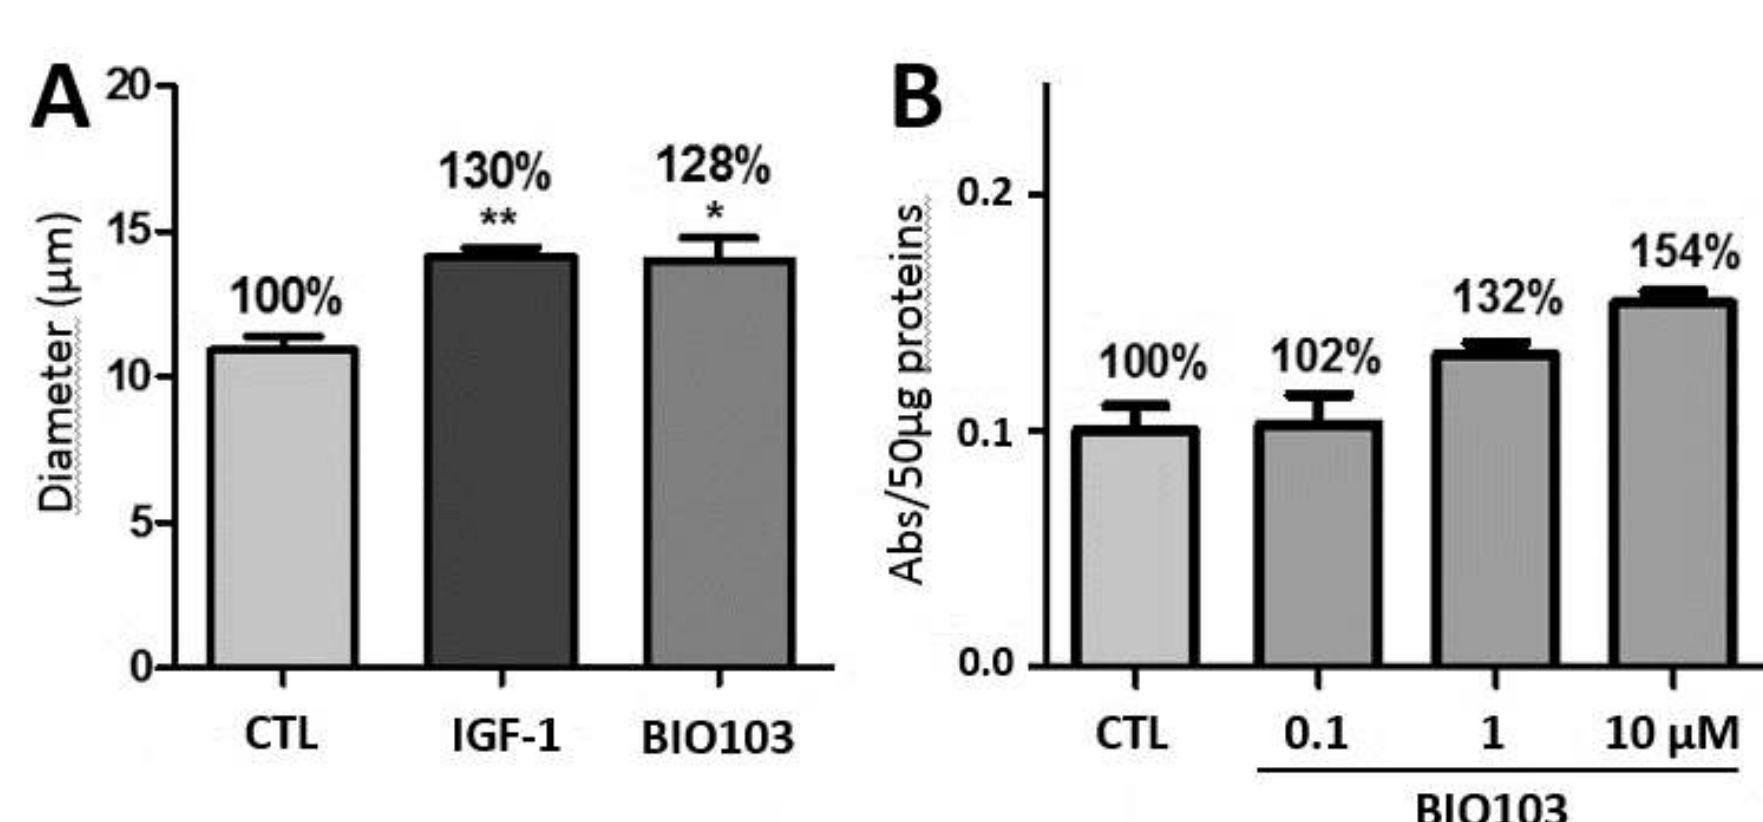 A
Diameter (µm)
20
15
10
5
0
100%
130%
**
128%
*
CTL
IGF-1
BIO103
B
Abs/50µg proteins
0.2
0.1
0.0
100%
102%
132%
154%
CTL
0.1
1
10 µM
BIO103